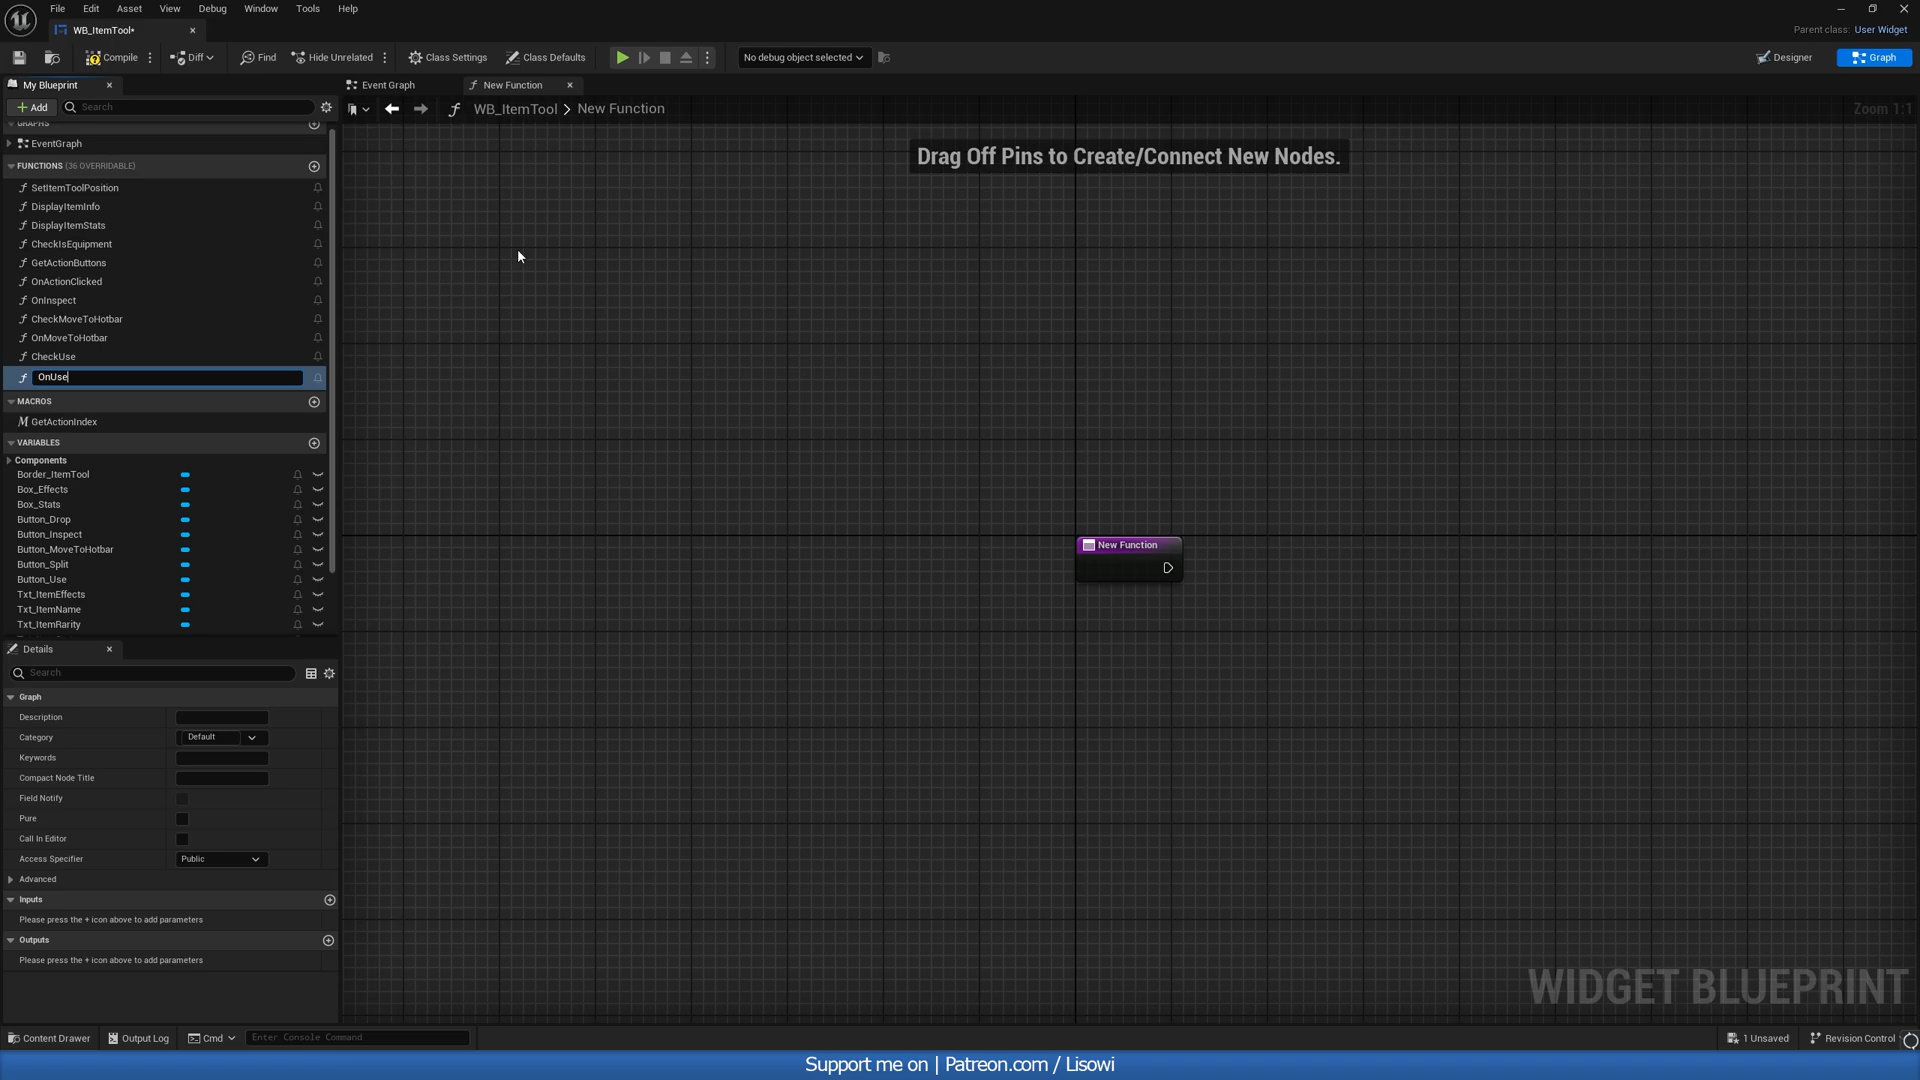 File Edit Asset View Debug Window Tools Help
WB_ItemTool*
Parent class: User Widget
Compile Diff Find Hide Unrelated Class Settings Class Defaults No debug object selected Designer Graph
My Blueprint Event Graph New Function
Add Search WB_ItemTool > New Function Zoom 1:1
GRAPHS
EventGraph
FUNCTIONS (36 OVERRIDABLE)
SetItemToolPosition
DisplayItemInfo
DisplayItemStats
CheckIsEquipment
GetActionButtons
OnActionClicked
OnInspect
CheckMoveToHotbar
OnMoveToHotbar
CheckUse
OnUse
MACROS
GetActionIndex
VARIABLES
Components
Border_ItemTool
Box_Effects
Box_Stats
Button_Drop
Button_Inspect
Button_MoveToHotbar
Button_Split
Button_Use
Txt_ItemEffects
Txt_ItemName
Txt_ItemRarity
Drag Off Pins to Create/Connect New Nodes.
New Function
Details
Search
Graph
Description
Category Default
Keywords
Compact Node Title
Field Notify
Pure
Call In Editor
Access Specifier Public
Advanced
Inputs
Please press the + icon above to add parameters
Outputs
Please press the + icon above to add parameters
WIDGET BLUEPRINT
Content Drawer Output Log Cmd Enter Console Command 1 Unsaved Revision Control
Support me on | Patreon.com / Lisowi